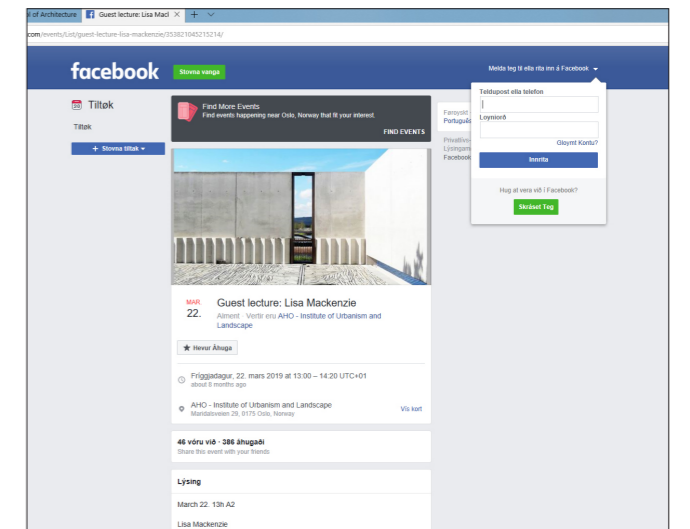 l of Architecture
Guest lecture: Lisa Macl
.com/events/List/guest-lecture-lisa-mackenzie/353821045215214/
facebook
Stovna vanga
Melda teg til ella rita inn á Facebook
Teldupost ella telefon
Loyniorð
Gloymt Kontu?
Innrita
Hug at vera við í Facebook?
Skráset Teg
Tiltøk
Tiltøk
+ Stovna tiltak
Find More Events
Find events happening near Oslo, Norway that fit your interest.
FIND EVENTS
Føroyskt
Português
Privatlívs-
Lýsingarn
Facebook
MAR
22.
Guest lecture: Lisa Mackenzie
Alment · Vertir eru AHO - Institute of Urbanism and
Landscape
Hevur Áhuga
Fríggjadagur, 22. mars 2019 at 13:00 – 14:20 UTC+01
about 8 months ago
AHO - Institute of Urbanism and Landscape
Maridalsveien 29, 0175 Oslo, Norway
Vís kort
46 vóru við · 386 áhugaði
Share this event with your friends
Lýsing
March 22. 13h A2
Lisa Mackenzie